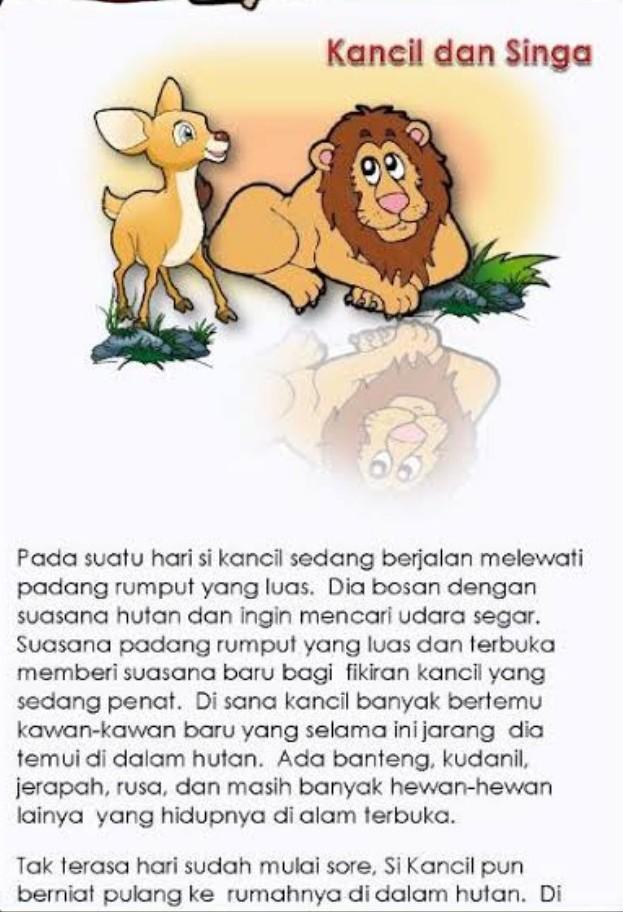 Kancil dan Singa
Pada suatu hari si kancil sedang berjalan melewati
padang rumput yang luas. Dia bosan dengan
suasana hutan dan ingin mencari udara segar.
Suasana padang rumput yang luas dan terbuka
memberi suasana baru bagi fikiran kancil yang
sedang penat. Di sana kancil banyak bertemu
kawan-kawan baru yang selama ini jarang dia
temui di dalam hutan. Ada banteng, kudanil,
jerapah, rusa, dan masih banyak hewan-hewan
lainya yang hidupnya di alam terbuka.
Tak terasa hari sudah mulai sore, Si Kancil pun
berniat pulang ke rumahnya di dalam hutan. Di